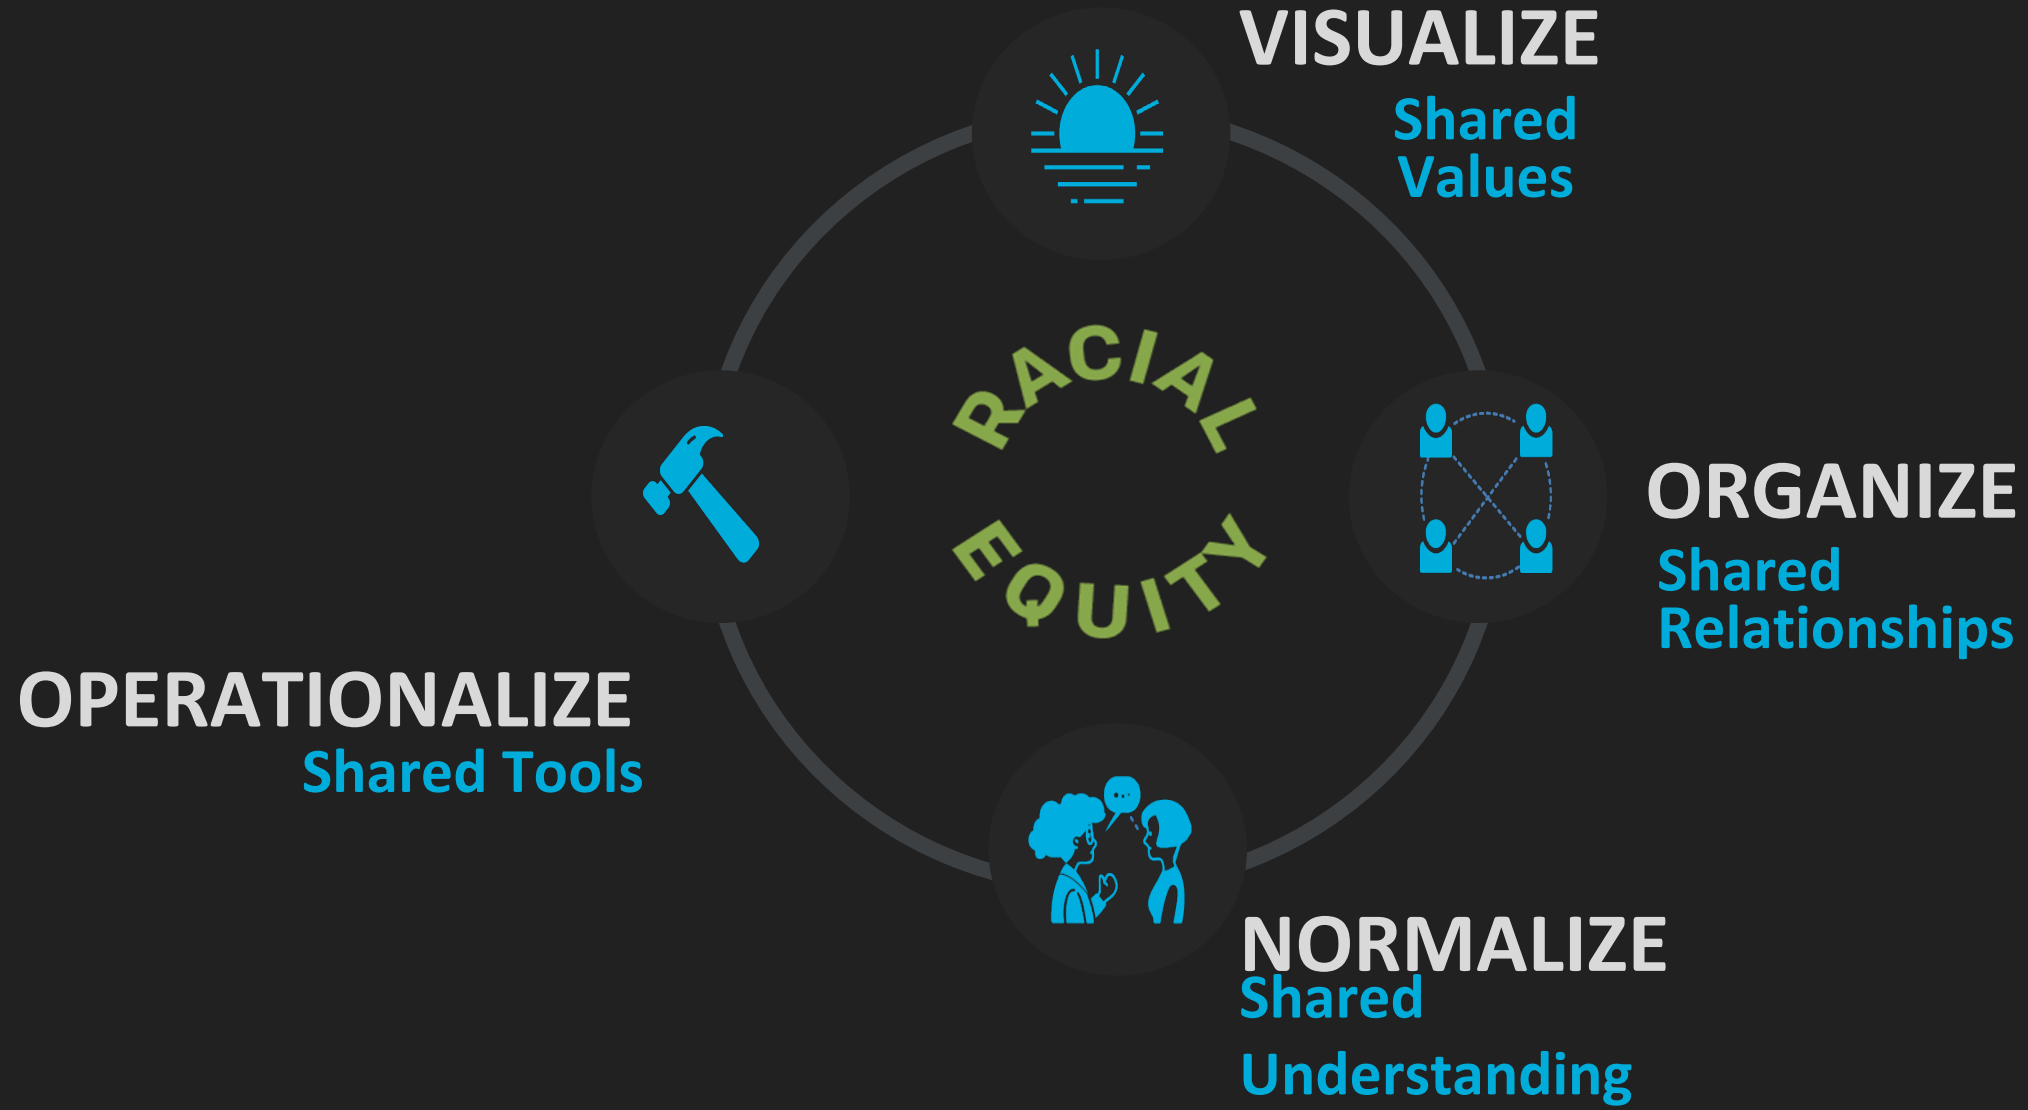 VISUALIZE
Shared
Values
RACIAL
EQUITY
ORGANIZE
Shared
Relationships
OPERATIONALIZE
Shared Tools
NORMALIZE
Shared
Understanding